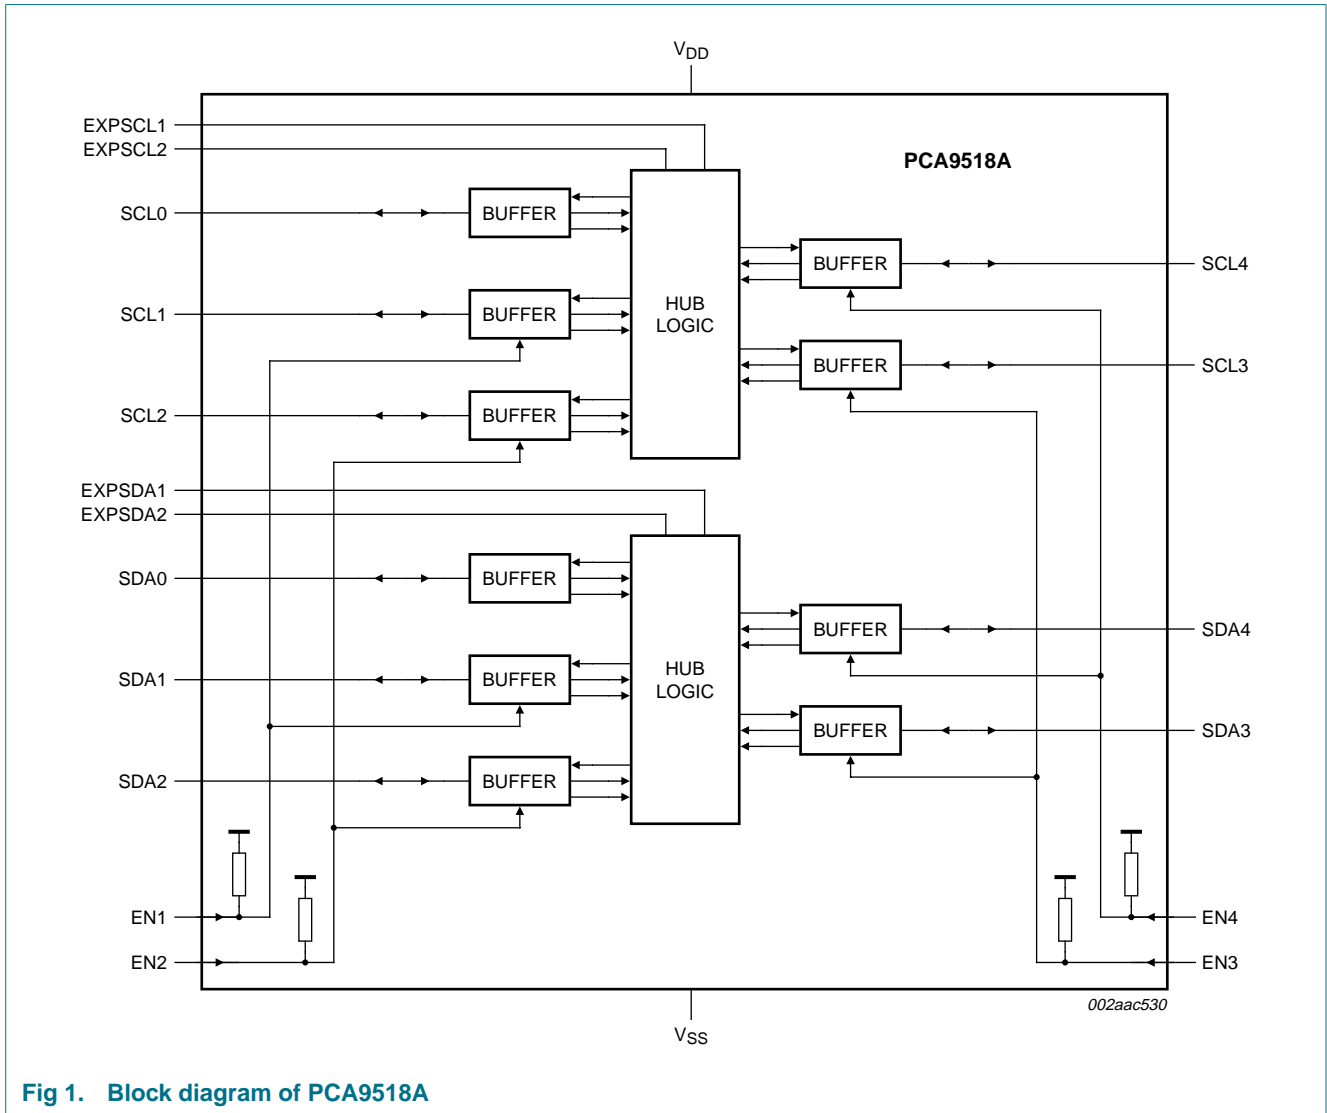 VDD
EXPSCL1
EXPSCL2
PCA9518A
SCL0
BUFFER
BUFFER
SCL4
SCL1
BUFFER
HUB
LOGIC
BUFFER
SCL3
SCL2
BUFFER
EXPSDA1
EXPSDA2
SDA0
BUFFER
BUFFER
SDA4
SDA1
BUFFER
HUB
LOGIC
BUFFER
SDA3
SDA2
BUFFER
EN1
EN4
EN2
EN3
002aac530
VSS
Fig 1. Block diagram of PCA9518A